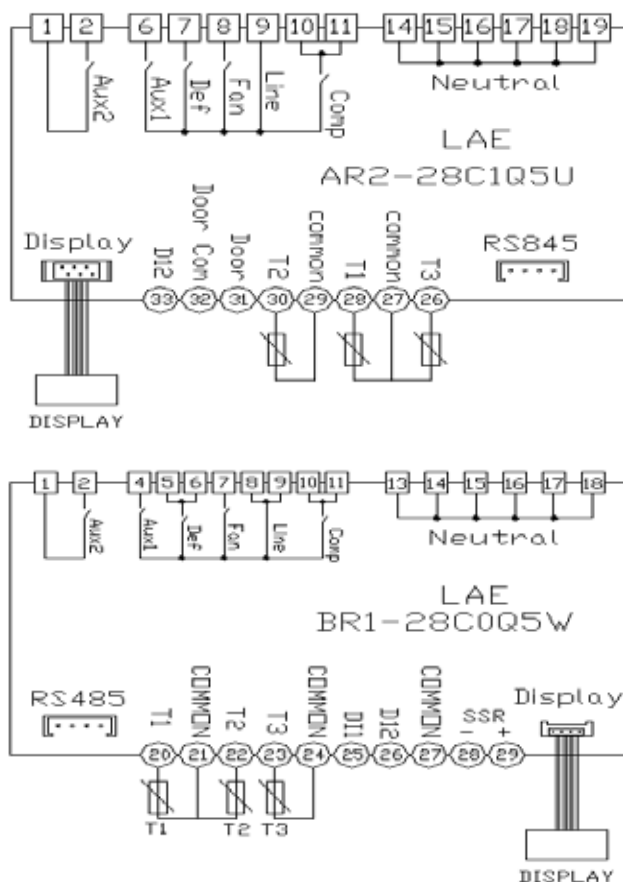 1 2 6 7 8 9 10 11 14 15 16 17 18 19
Aux2 Aux1 Def Fan Line Comp
Neutral
LAE
AR2-28C1Q5U
Display D12 Door Com Door T2 common T1 common T3 RS845
33 32 31 30 29 28 27 26
DISPLAY
1 2 4 5 6 7 8 9 10 11 13 14 15 16 17 18
Aux2 Aux1 Def Fan Line Comp
Neutral
LAE
BR1-28C0Q5W
RS485 T1 COMMON T2 T3 COMMON DI1 D12 COMMON SSR Display
- +
20 21 22 23 24 25 26 27 28 29
T1 T2 T3
DISPLAY